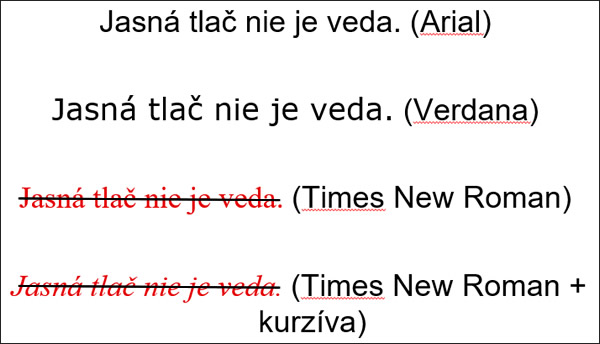 Jasná tlač nie je veda. (Arial)
Jasná tlač nie je veda. (Verdana)
Jasná tlač nie je veda. (Times New Roman)
Jasná tlač nie je veda. (Times New Roman +
kurzíva)